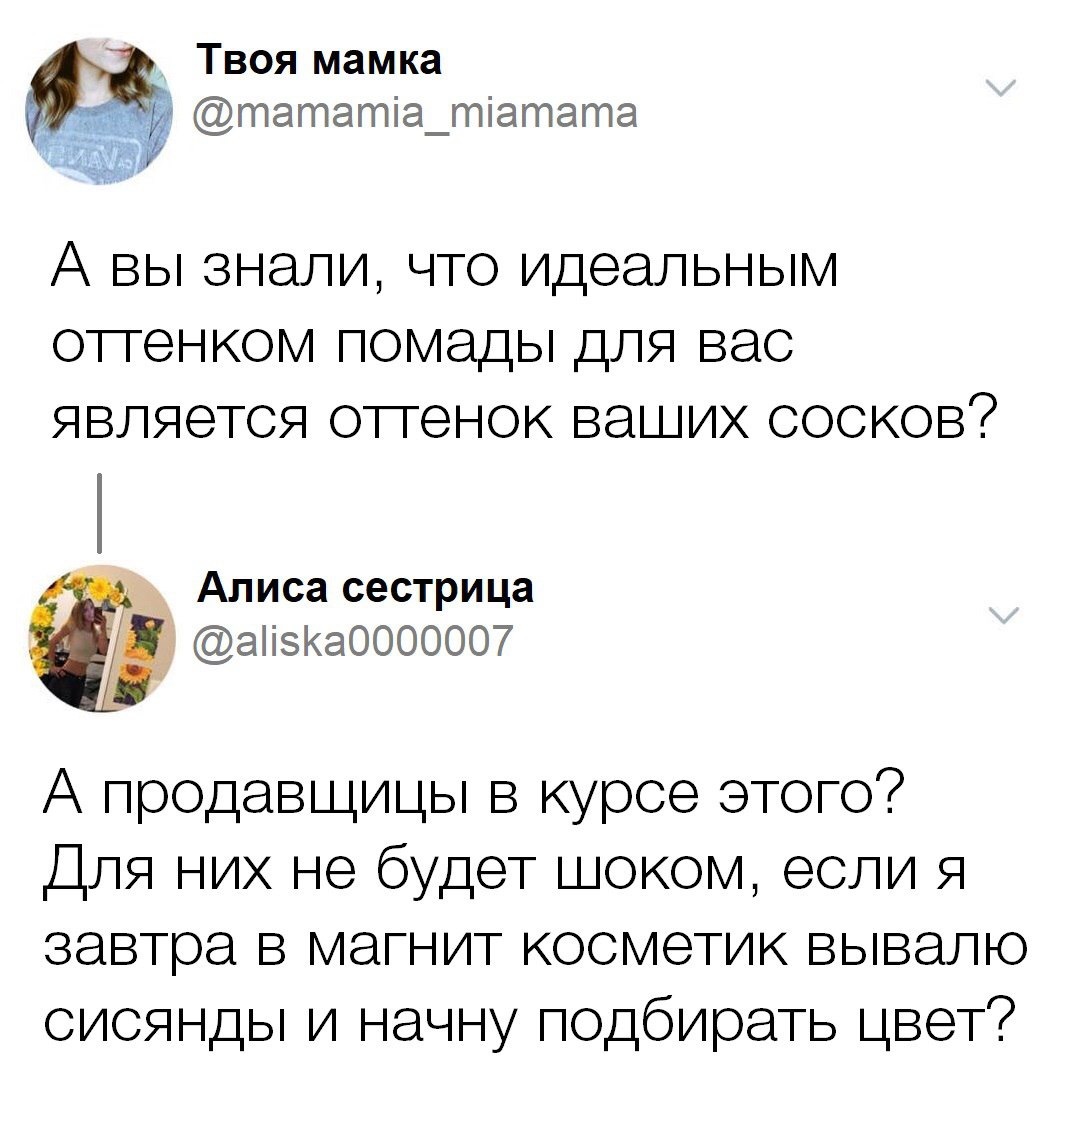 Твоя мамка
@mamamia_miamama
А вы знали, что идеальным
оттенком помады для вас
является оттенок ваших сосков?
Алиса сестрица
@aliska0000007
А продавщицы в курсе этого?
Для них не будет шоком, если я
завтра в магнит косметик вывалю
сисянды и начну подбирать цвет?